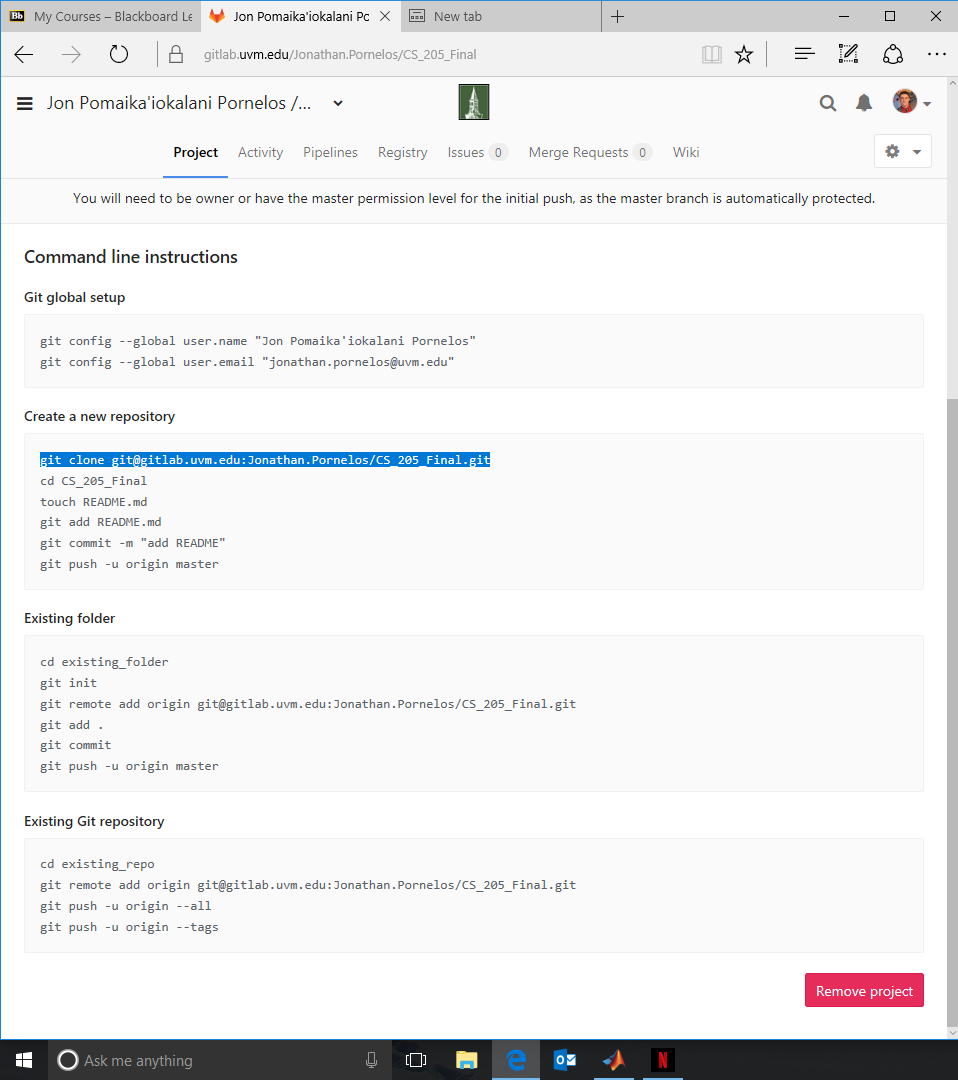 My Courses – Blackboard Le
Jon Pomaika'iokalani Po
New tab
gitlab.uvm.edu/Jonathan.Pornelos/CS_205_Final
Jon Pomaika'iokalani Pornelos /...
Project Activity Pipelines Registry Issues 0 Merge Requests 0 Wiki
You will need to be owner or have the master permission level for the initial push, as the master branch is automatically protected.
Command line instructions
Git global setup
git config --global user.name "Jon Pomaika'iokalani Pornelos"
git config --global user.email "jonathan.pornelos@uvm.edu"
Create a new repository
git clone git@gitlab.uvm.edu:Jonathan.Pornelos/CS_205_Final.git
cd CS_205_Final
touch README.md
git add README.md
git commit -m "add README"
git push -u origin master
Existing folder
cd existing_folder
git init
git remote add origin git@gitlab.uvm.edu:Jonathan.Pornelos/CS_205_Final.git
git add .
git commit
git push -u origin master
Existing Git repository
cd existing_repo
git remote add origin git@gitlab.uvm.edu:Jonathan.Pornelos/CS_205_Final.git
git push -u origin --all
git push -u origin --tags
Remove project
Ask me anything